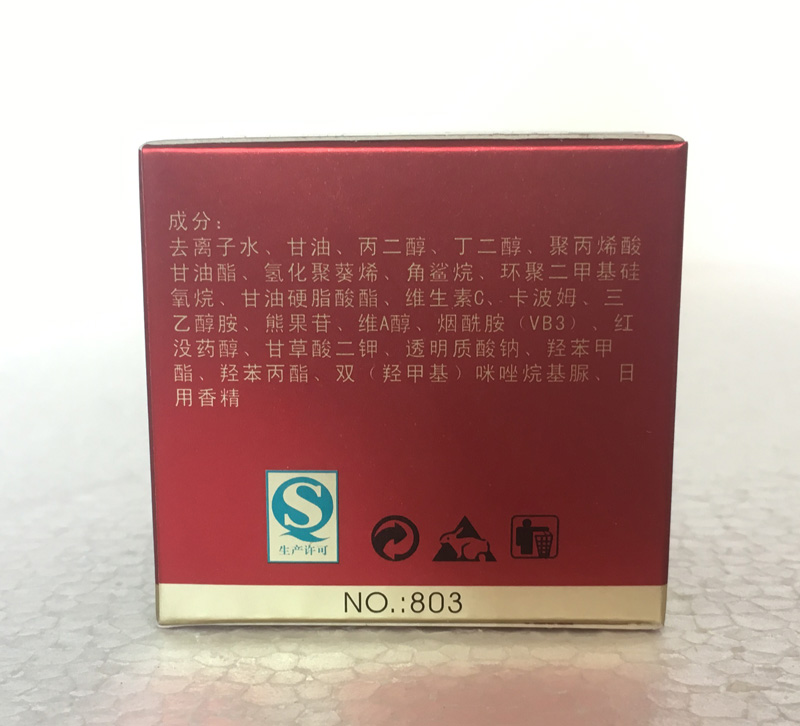 成分：
去离子水、甘油、丙二醇、丁二醇、聚丙烯酸
甘油酯、氢化聚葵烯、角鲨烷、环聚二甲基硅
氧烷、甘油硬脂酸酯、维生素C、卡波姆、三
乙醇胺、熊果苷、维A醇、烟酰胺（VB3）、红
没药醇、甘草酸二钾、透明质酸钠、羟苯甲
酯、羟苯丙酯、双（羟甲基）咪唑烷基脲、日
用香精
生产许可
NO.:803